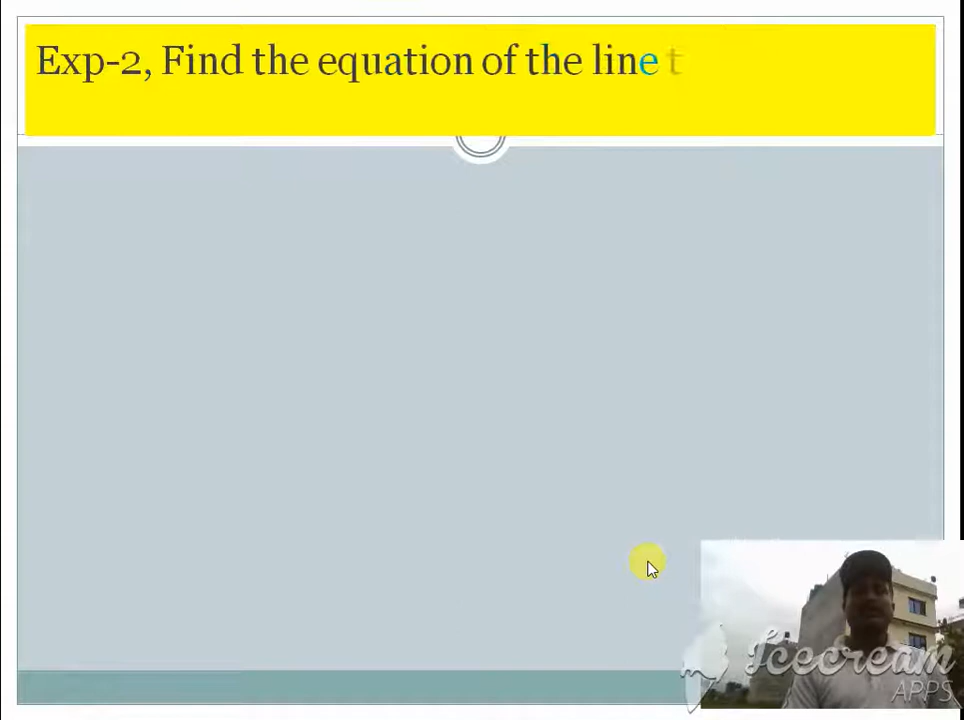 Exp-2, Find the equation of the line t
Icecream
APPS